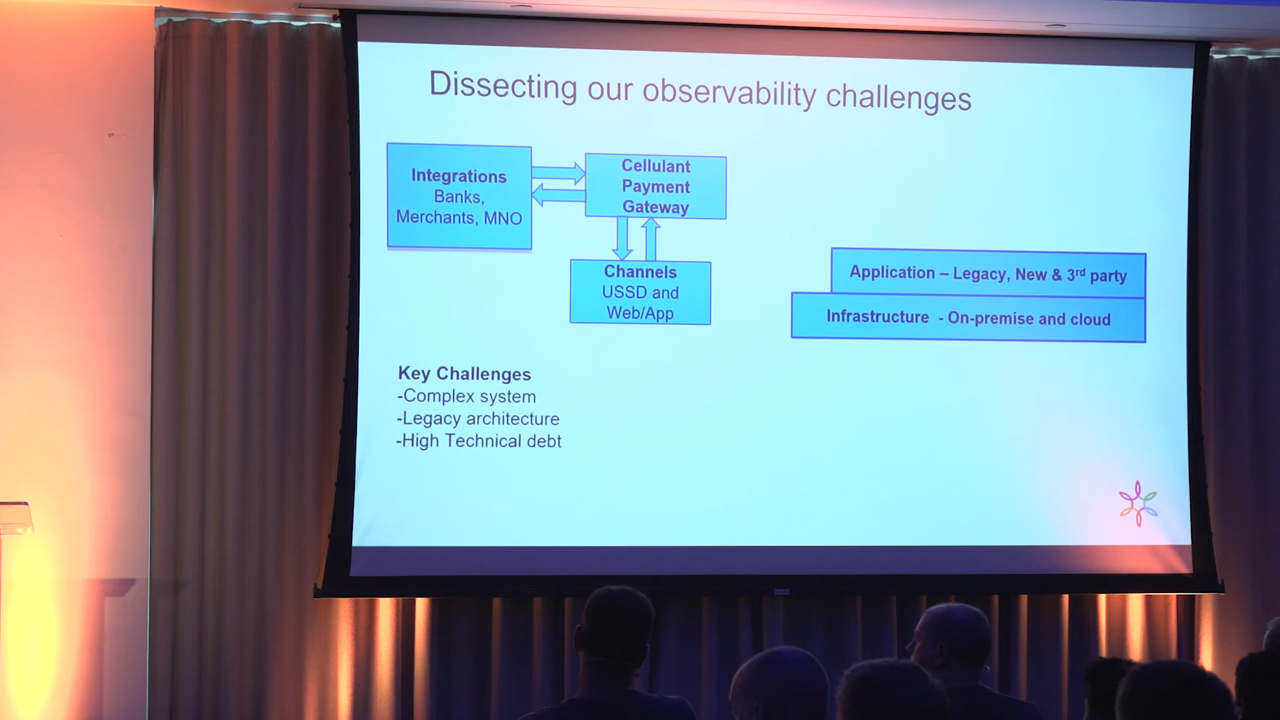 Dissecting our observability challenges
Integrations
Banks,
Merchants, MNO
Cellulant
Payment
Gateway
Channels
USSD and
Web/App
Application – Legacy, New & 3rd party
Infrastructure - On-premise and cloud
Key Challenges
-Complex system
-Legacy architecture
-High Technical debt